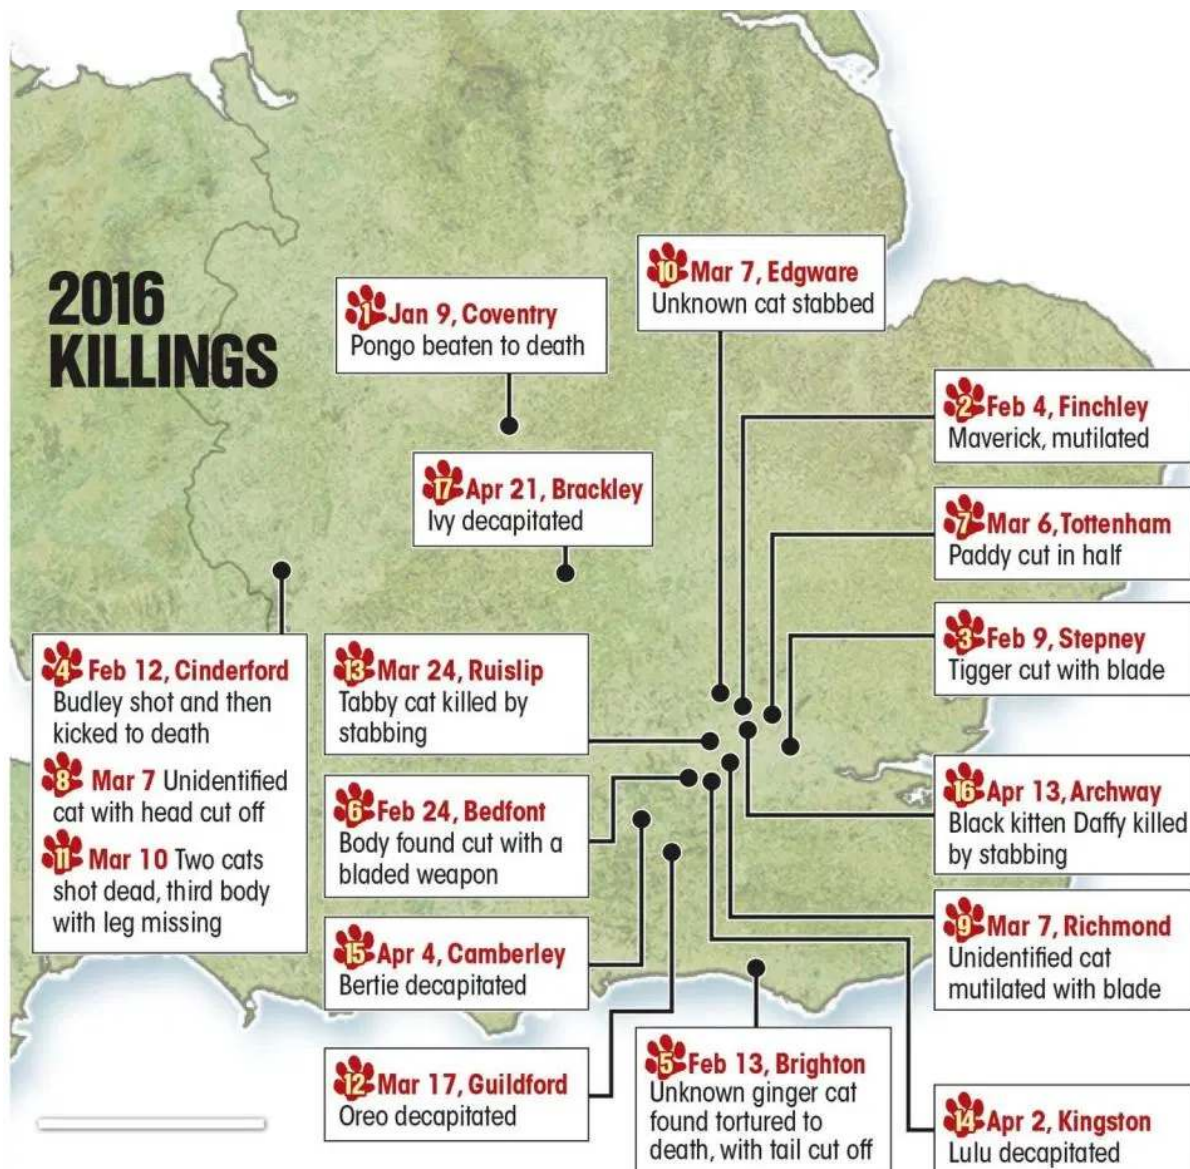 2016
KILLINGS
1 Jan 9, Coventry
Pongo beaten to death
10 Mar 7, Edgware
Unknown cat stabbed
2 Feb 4, Finchley
Maverick, mutilated
17 Apr 21, Brackley
Ivy decapitated
7 Mar 6, Tottenham
Paddy cut in half
3 Feb 9, Stepney
Tigger cut with blade
4 Feb 12, Cinderford
Budley shot and then
kicked to death
8 Mar 7 Unidentified
cat with head cut off
11 Mar 10 Two cats
shot dead, third body
with leg missing
13 Mar 24, Ruislip
Tabby cat killed by
stabbing
6 Feb 24, Bedfont
Body found cut with a
bladed weapon
15 Apr 4, Camberley
Bertie decapitated
12 Mar 17, Guildford
Oreo decapitated
16 Apr 13, Archway
Black kitten Daffy killed
by stabbing
9 Mar 7, Richmond
Unidentified cat
mutilated with blade
5 Feb 13, Brighton
Unknown ginger cat
found tortured to
death, with tail cut off
14 Apr 2, Kingston
Lulu decapitated